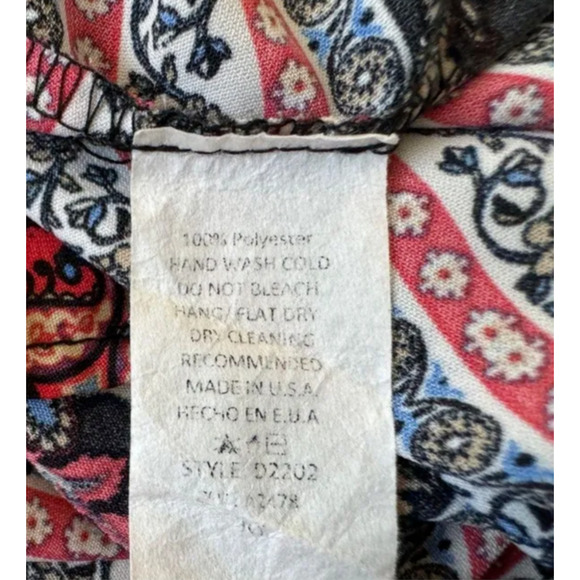 100% Polyester
HAND WASH COLD
DO NOT BLEACH
HANG/ FLAT DRY
DRY CLEANING
RECOMMENDED
MADE IN U.S.A.
HECHO EN E.U.A
STYLE D2202
62478